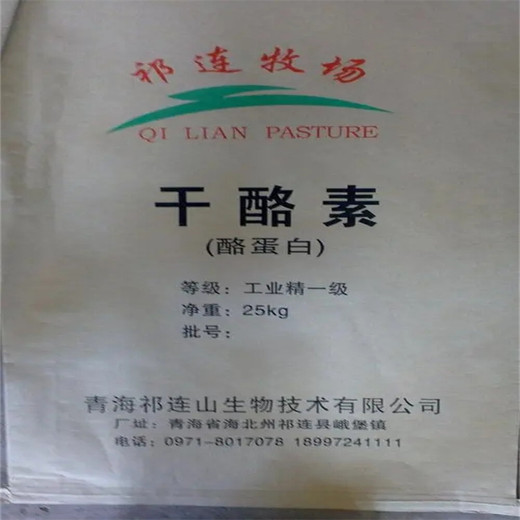 祁连牧场
QI LIAN PASTURE
干酪素
(酪蛋白)
等级：工业精一级
净重：25kg
批号：
青海祁连山生物技术有限公司
厂址：青海省海北州祁连县峨堡镇
电话：0971-8017078 18997241111